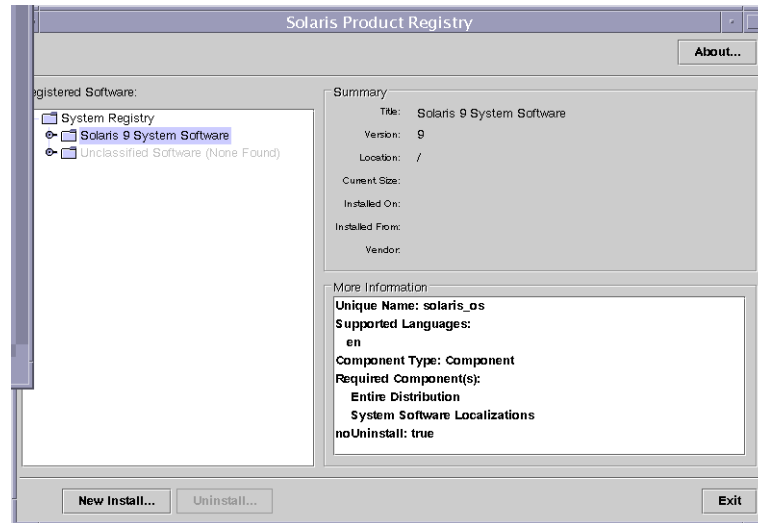 Solaris Product Registry
About...
egistered Software:
System Registry
Solaris 9 System Software
Unclassified Software (None Found)
Summary
Title: Solaris 9 System Software
Version: 9
Location: /
Current Size:
Installed On:
Installed From:
Vendor:
More Information
Unique Name: solaris_os
Supported Languages:
en
Component Type: Component
Required Component(s):
Entire Distribution
System Software Localizations
noUninstall: true
New Install...
Uninstall...
Exit